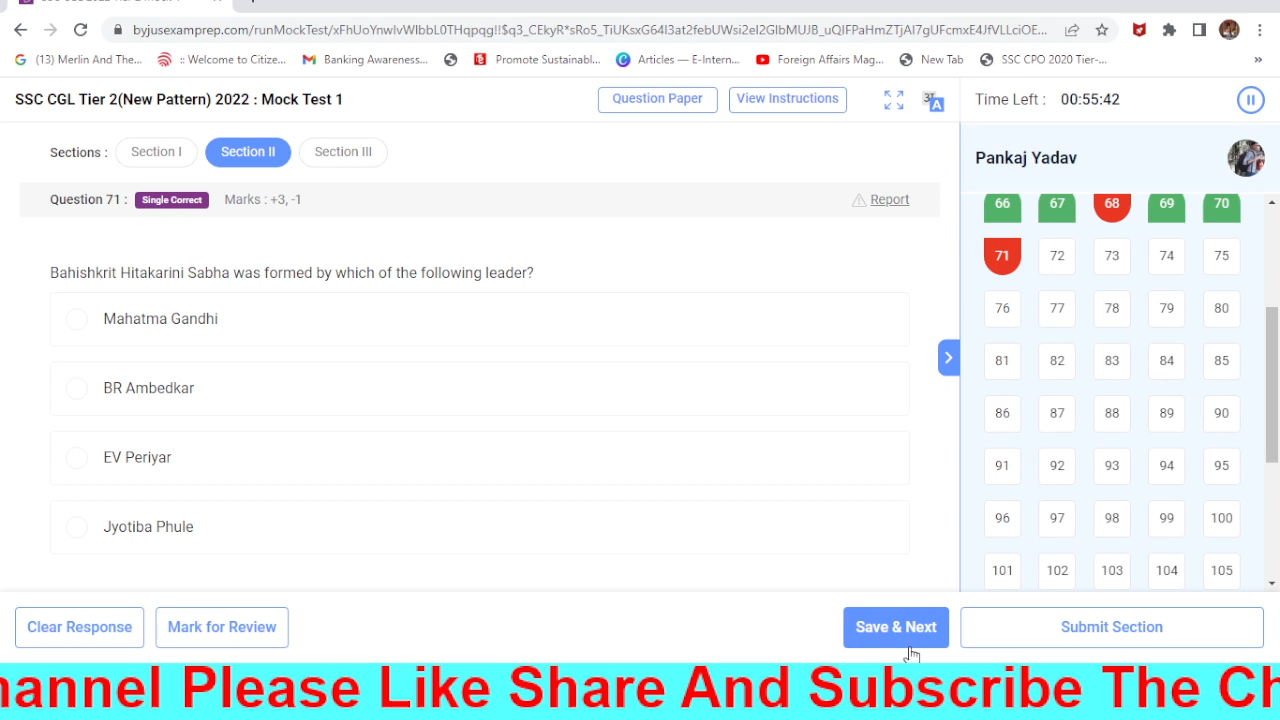 byjusexamprep.com/runMockTest/
(13) Merlin And The...
:: Welcome to Citize...
Banking Awareness...
Promote Sustainabl...
Articles — E-Intern...
Foreign Affairs Mag...
New Tab
SSC CPO 2020 Tier-...
»
SSC CGL Tier 2(New Pattern) 2022 : Mock Test 1
Question Paper
View Instructions
Time Left : 00:55:42
Sections : Section I Section II Section III
Pankaj Yadav
Question 71 : Single Correct Marks : +3, -1
Report
66 67 68 69 70
71 72 73 74 75
76 77 78 79 80
81 82 83 84 85
86 87 88 89 90
91 92 93 94 95
96 97 98 99 100
101 102 103 104 105
Bahishkrit Hitakarini Sabha was formed by which of the following leader?
Mahatma Gandhi
BR Ambedkar
EV Periyar
Jyotiba Phule
Clear Response
Mark for Review
Save & Next
Submit Section
hannel Please Like Share And Subscribe The Ch